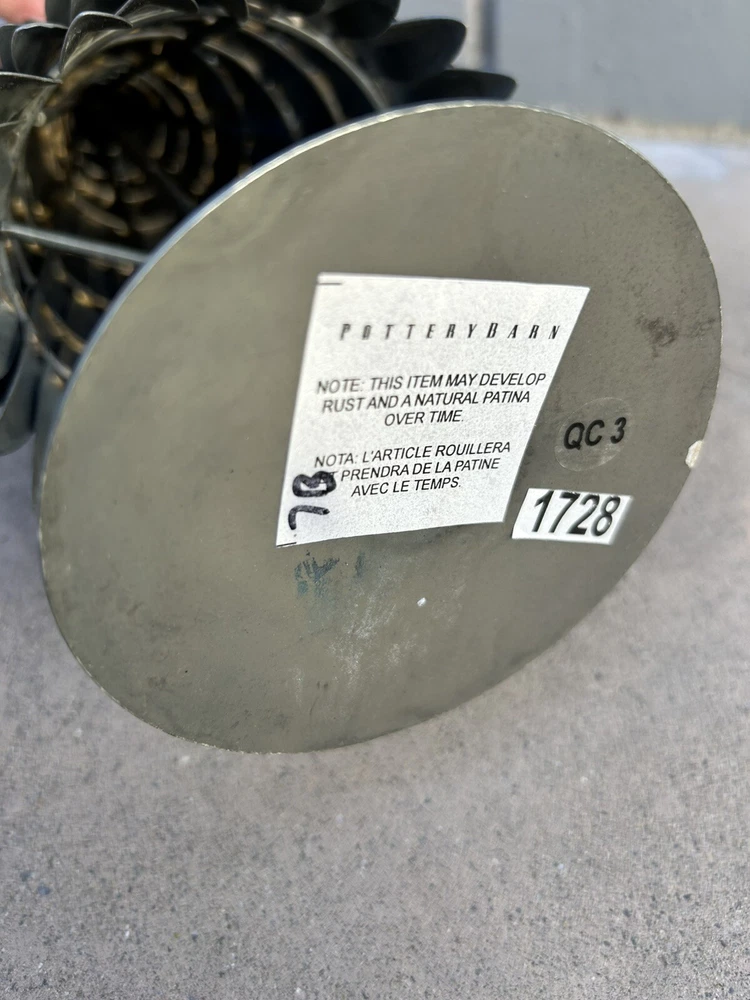 POTTERYBARN
NOTE: THIS ITEM MAY DEVELOP
RUST AND A NATURAL PATINA
OVER TIME.
NOTA: L'ARTICLE ROUILLERA
ET PRENDRA DE LA PATINE
AVEC LE TEMPS.
QC 3
1728